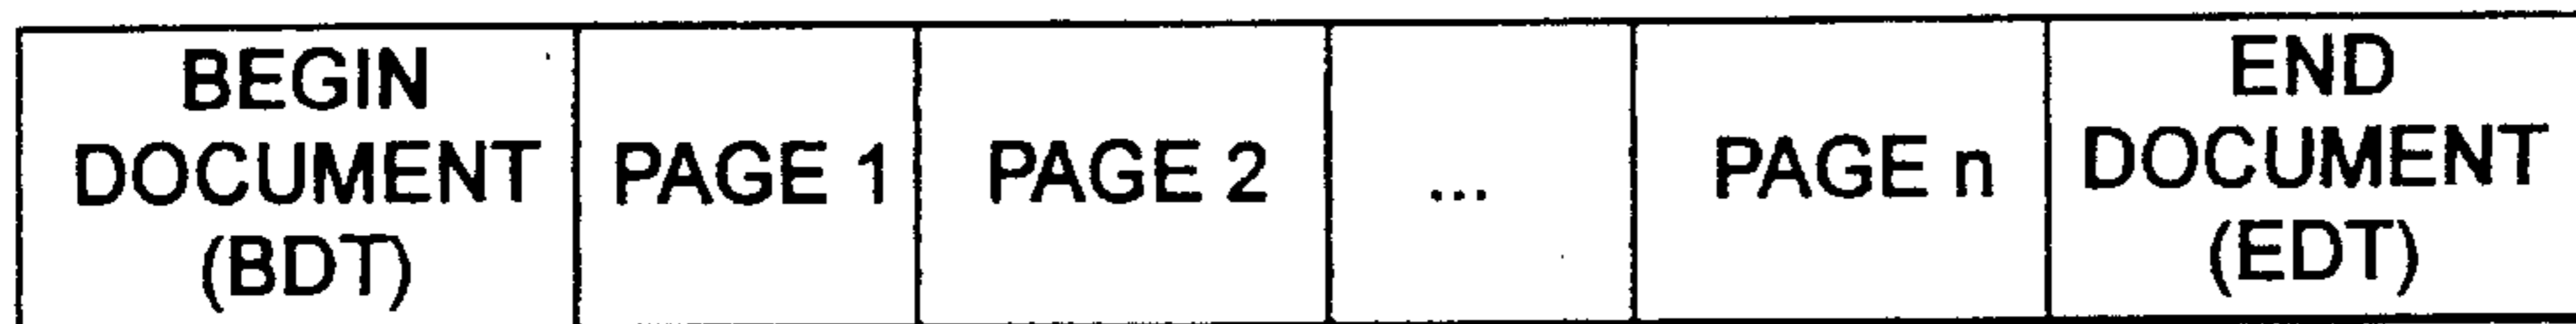 BEGIN
DOCUMENT
(BDT)
PAGE 1
PAGE 2
...
PAGE n
END
DOCUMENT
(EDT)